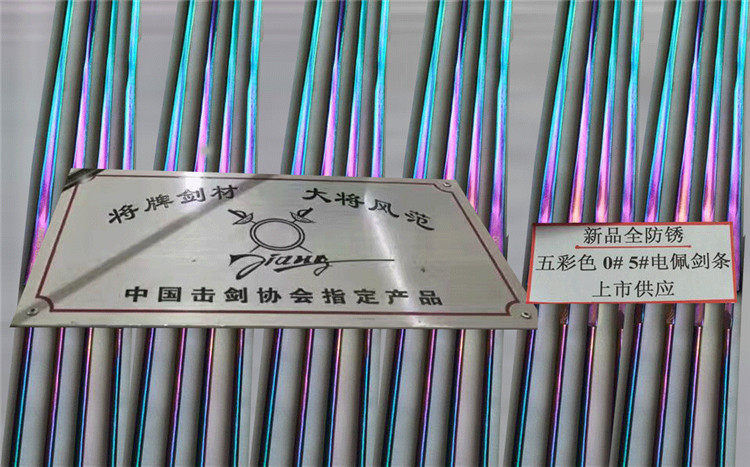 将牌剑材 大将风范
Jiang
中国击剑协会指定产品
新品全防锈
五彩色 0# 5#电佩剑条
上市供应